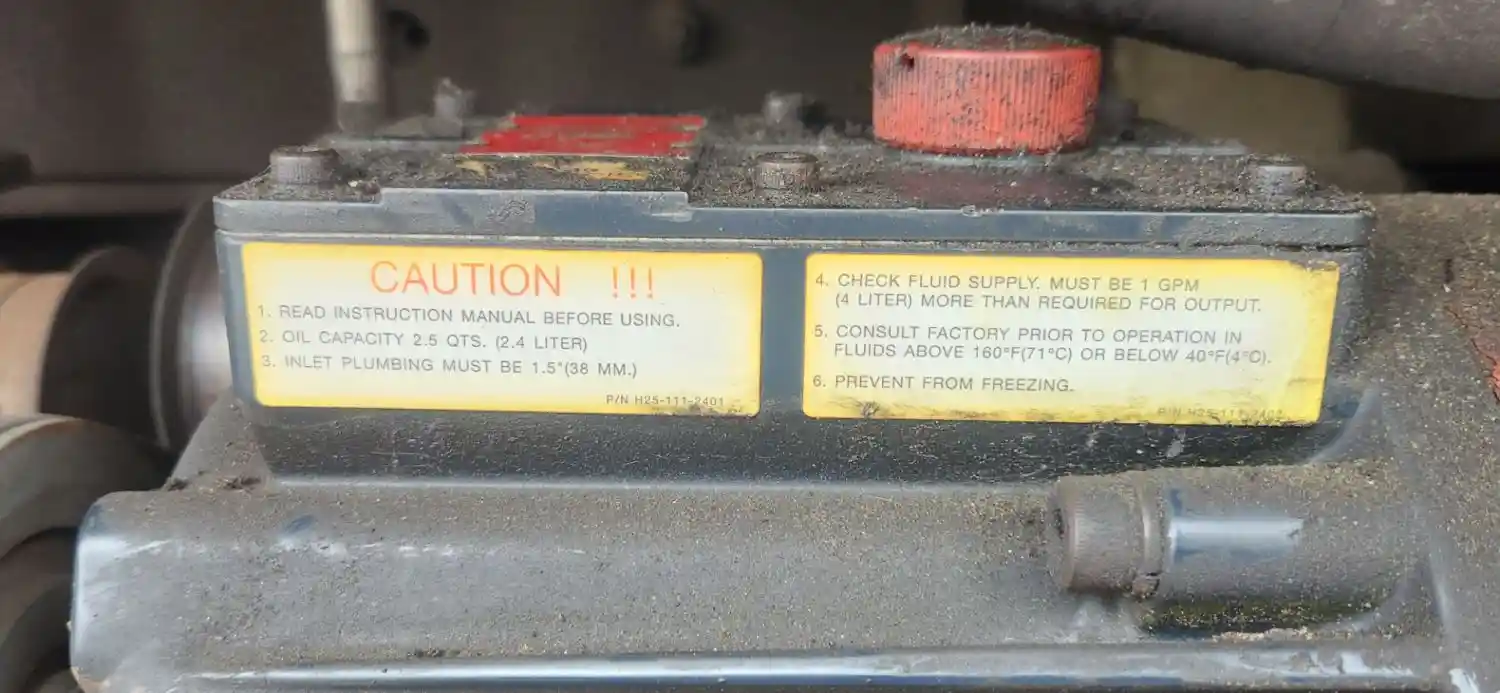 CAUTION !!!
1. READ INSTRUCTION MANUAL BEFORE USING.
2. OIL CAPACITY 2.5 QTS. (2.4 LITER)
3. INLET PLUMBING MUST BE 1.5"(38 MM.)
P/N H25-111-2401
4. CHECK FLUID SUPPLY. MUST BE 1 GPM
(4 LITER) MORE THAN REQUIRED FOR OUTPUT.
5. CONSULT FACTORY PRIOR TO OPERATION IN
FLUIDS ABOVE 160°F(71°C) OR BELOW 40°F(4°C).
6. PREVENT FROM FREEZING.
P/N H25-111-2402